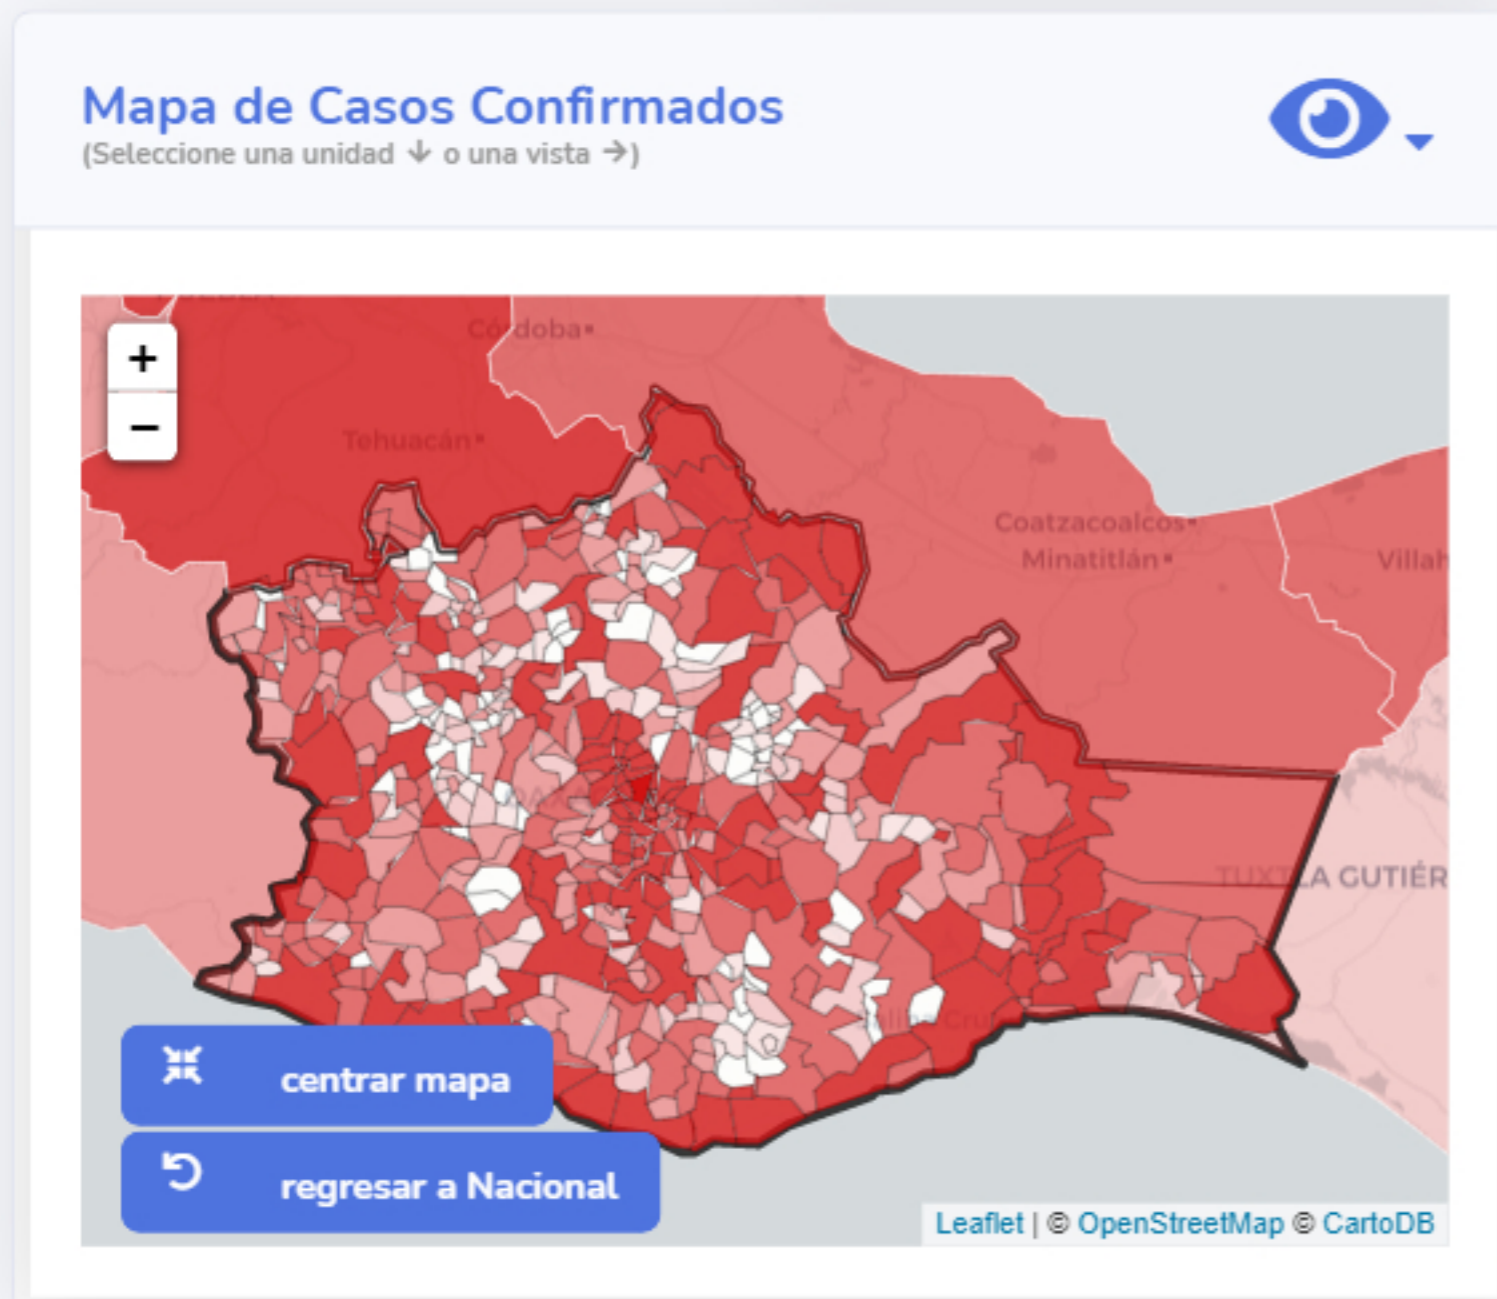 Mapa de Casos Confirmados
(Seleccione una unidad ↓ o una vista →)
+
−
Córdoba
Tehuacán
Coatzacoalcos
Minatitlán
Villah
TUXTLA GUTIÉR
centrar mapa
regresar a Nacional
Leaflet | © OpenStreetMap © CartoDB